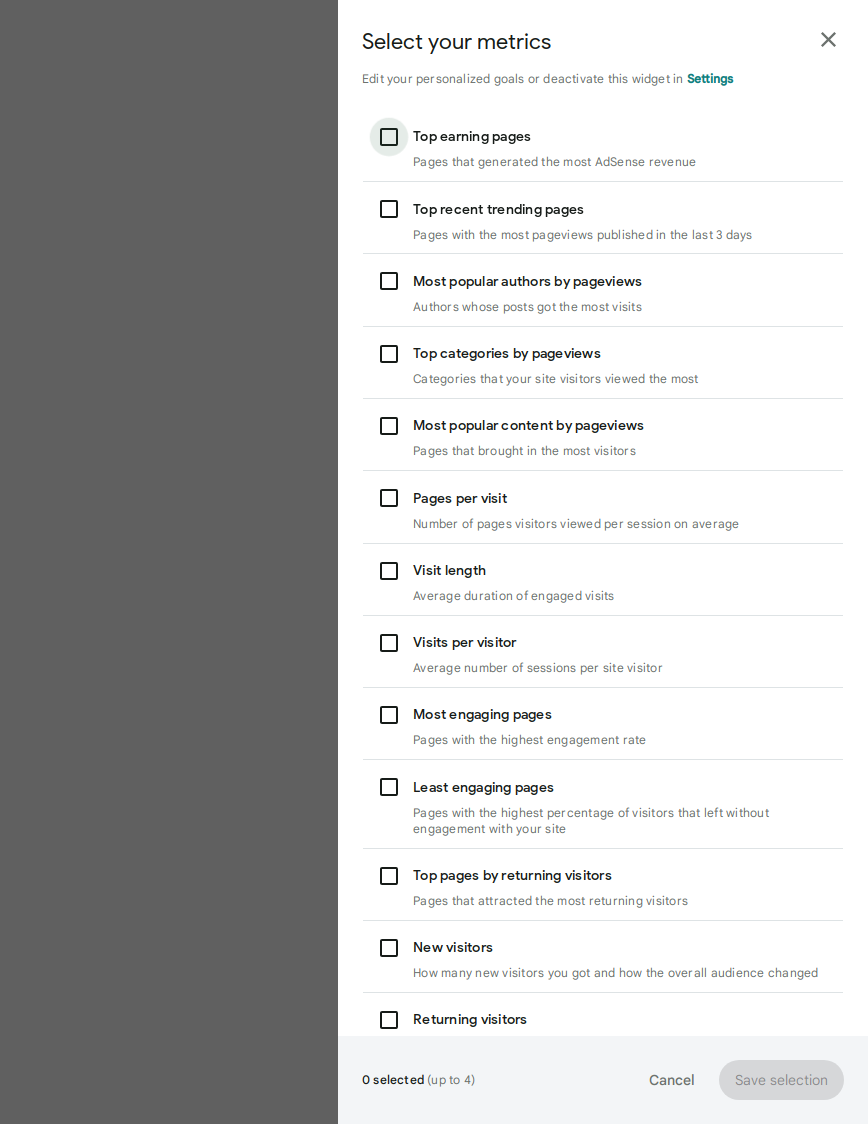 Select your metrics
Edit your personalized goals or deactivate this widget in Settings
Top earning pages
Pages that generated the most AdSense revenue
Top recent trending pages
Pages with the most pageviews published in the last 3 days
Most popular authors by pageviews
Authors whose posts got the most visits
Top categories by pageviews
Categories that your site visitors viewed the most
Most popular content by pageviews
Pages that brought in the most visitors
Pages per visit
Number of pages visitors viewed per session on average
Visit length
Average duration of engaged visits
Visits per visitor
Average number of sessions per site visitor
Most engaging pages
Pages with the highest engagement rate
Least engaging pages
Pages with the highest percentage of visitors that left without
engagement with your site
Top pages by returning visitors
Pages that attracted the most returning visitors
New visitors
How many new visitors you got and how the overall audience changed
Returning visitors
0 selected (up to 4)
Cancel
Save selection